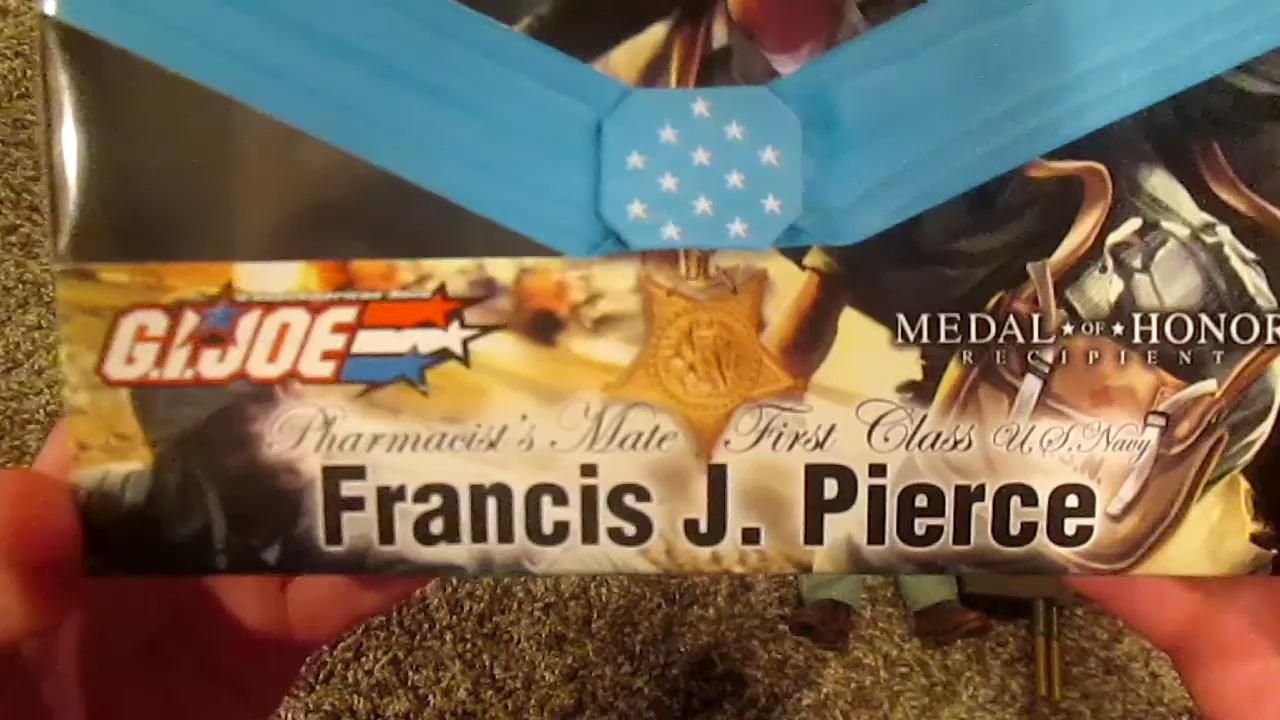 G.I.JOE
MEDAL★OF★HONOR
RECIPIENT
Pharmacist's Mate First Class U.S.Navy
Francis J. Pierce